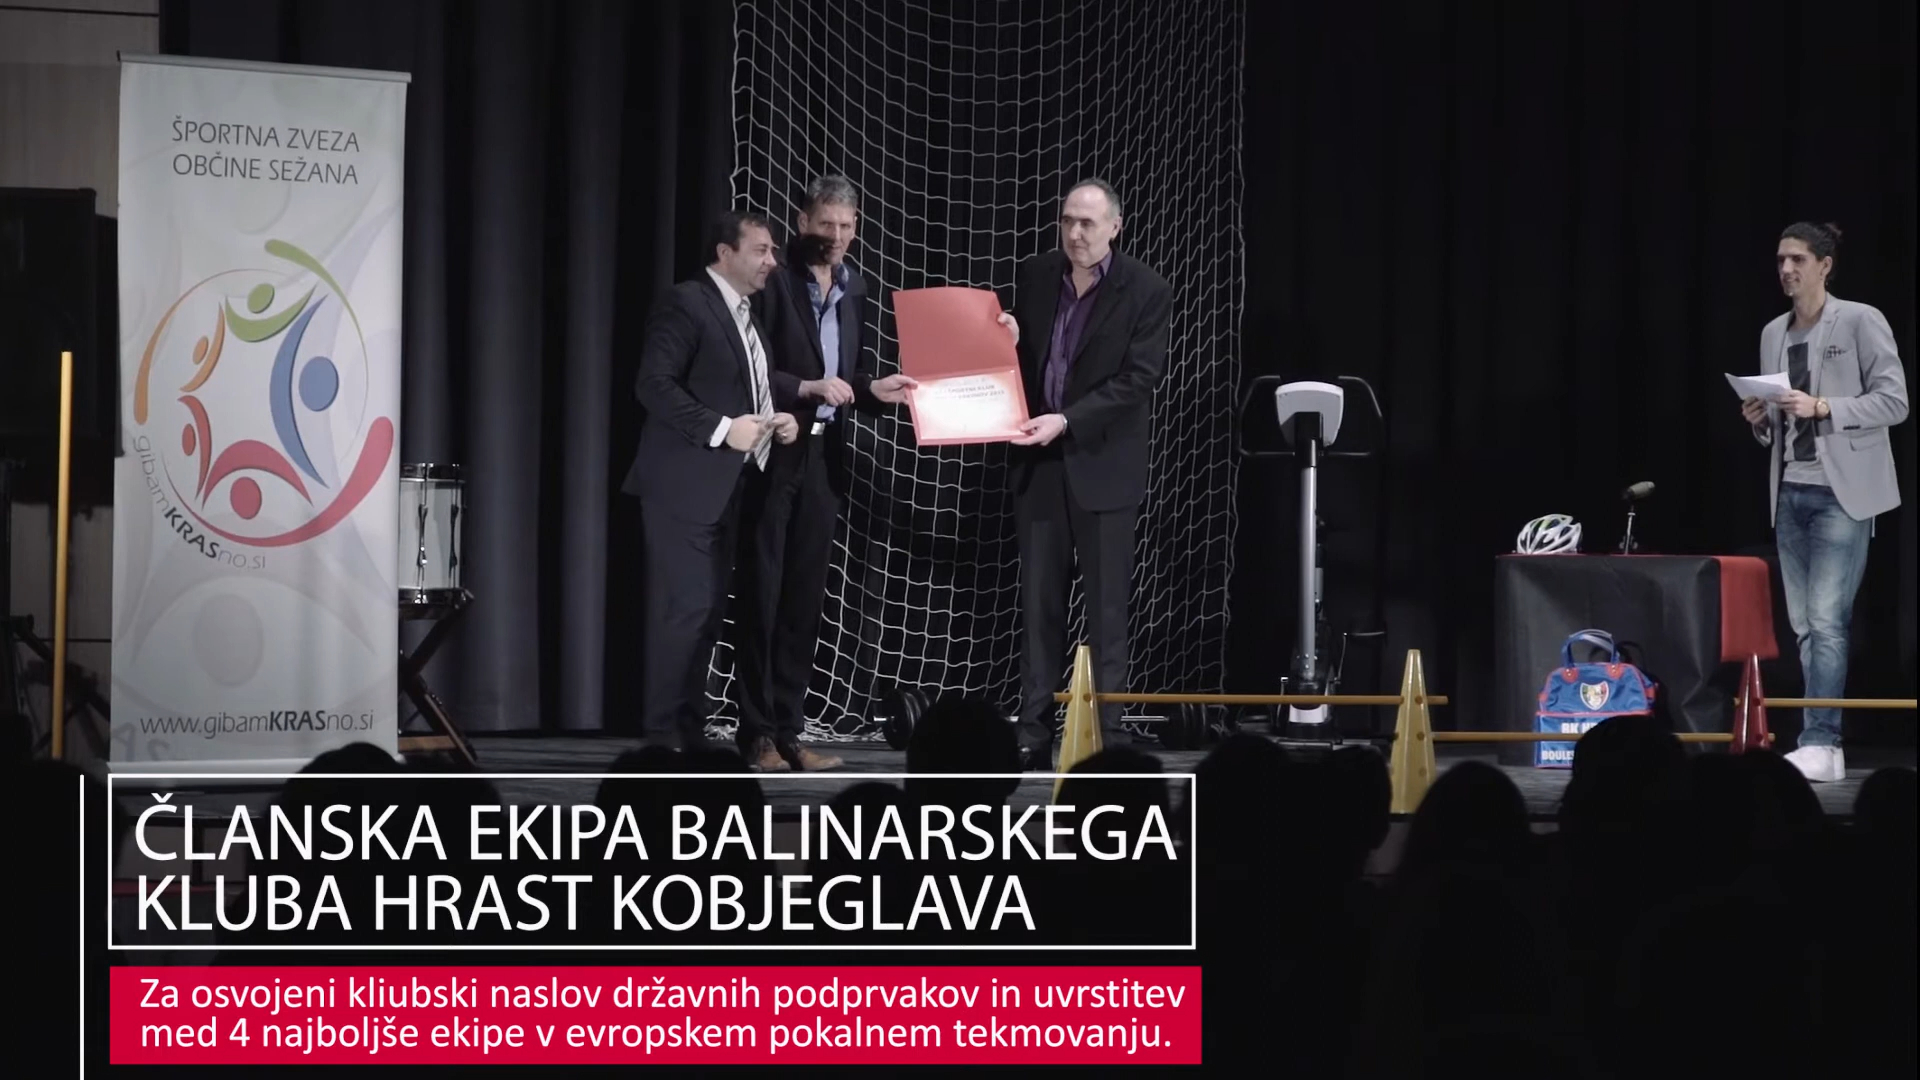 ŠPORTNA ZVEZA
OBČINE SEŽANA
gibamKRASno.si
www.gibamKRASno.si
ČLANSKA EKIPA BALINARSKEGA
KLUBA HRAST KOBJEGLAVA
Za osvojeni kliubski naslov državnih podprvakov in uvrstitev
med 4 najboljše ekipe v evropskem pokalnem tekmovanju.